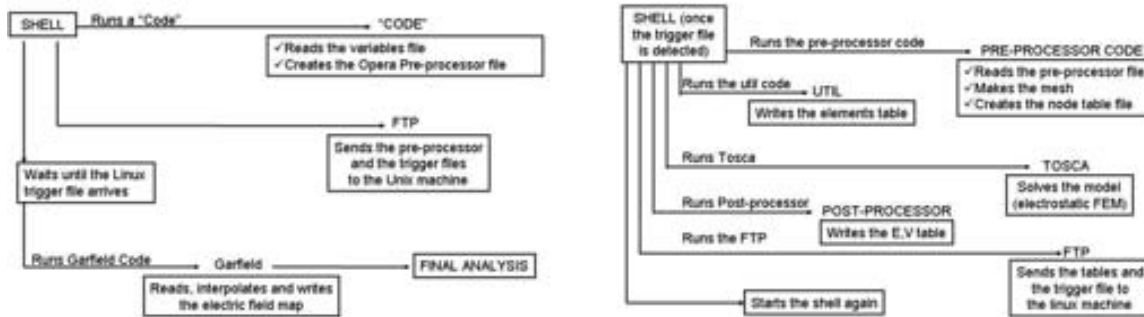 SHELL
Runs a "Code"
"CODE"
✓Reads the variables file
✓Creates the Opera Pre-processor file
FTP
Sends the pre-processor
and the trigger files
to the Unix machine
Waits until the Linux
trigger file arrives
Runs Garfield Code
Garfield
FINAL ANALYSIS
Reads, interpolates and writes
the electric field map
SHELL (once
the trigger file
is detected)
Runs the pre-processor code
PRE-PROCESSOR CODE
✓Reads the pre-processor file
✓Makes the mesh
✓Creates the node table file
Runs the util code
UTIL
Writes the elements table
Runs Tosca
TOSCA
Solves the model
(electrostatic FEM)
Runs Post-processor
POST-PROCESSOR
Writes the E,V table
Runs the FTP
FTP
Sends the tables and
the trigger file to
the linux machine
Starts the shell again